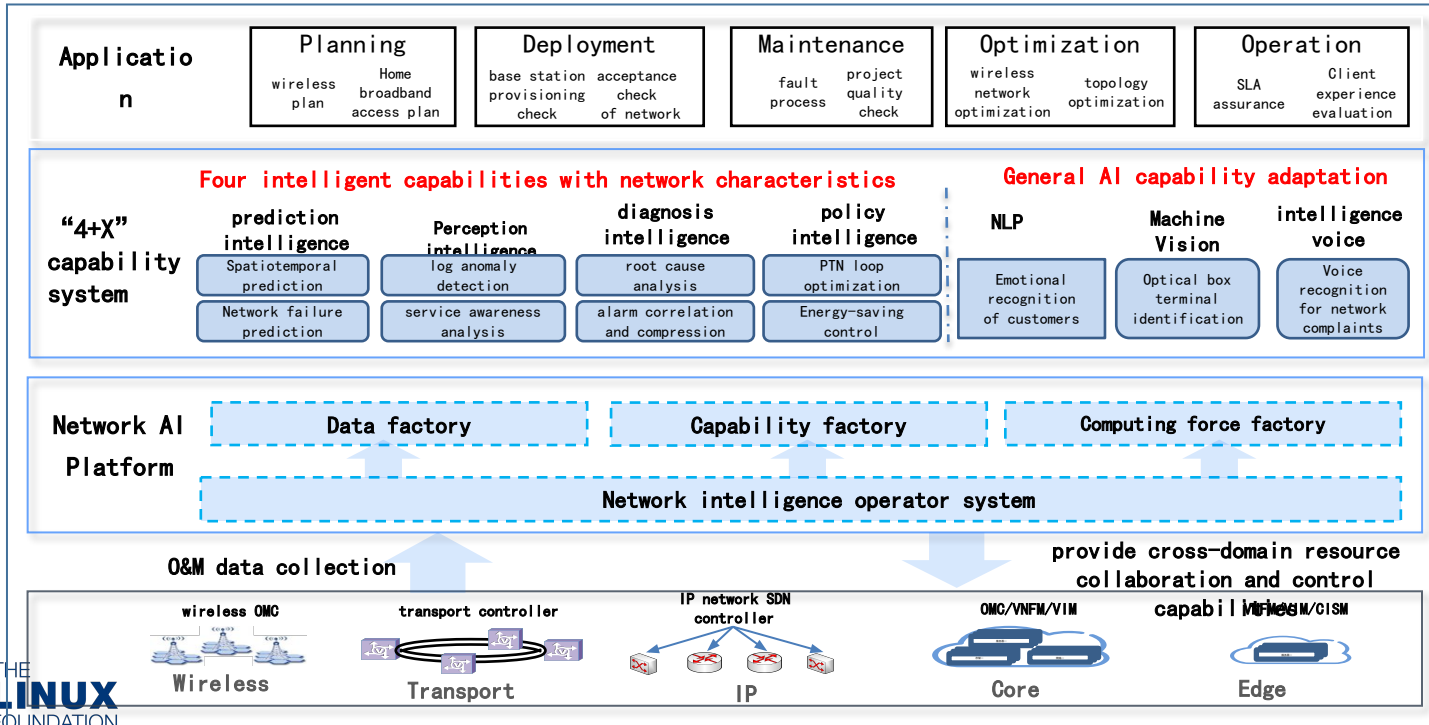 Applicatio
n
Planning
wireless
plan
Home
broadband
access plan
Deployment
base station
provisioning
check
acceptance
check
of network
Maintenance
fault
process
project
quality
check
Optimization
wireless
network
optimization
topology
optimization
Operation
SLA
assurance
Client
experience
evaluation
Four intelligent capabilities with network characteristics
General AI capability adaptation
“4+X”
capability
system
prediction
intelligence
Perception
intelligence
diagnosis
intelligence
policy
intelligence
NLP
Machine
Vision
intelligence
voice
Spatiotemporal
prediction
log anomaly
detection
root cause
analysis
PTN loop
optimization
Network failure
prediction
service awareness
analysis
alarm correlation
and compression
Energy-saving
control
Emotional
recognition
of customers
Optical box
terminal
identification
Voice
recognition
for network
complaints
Network AI
Platform
Data factory
Capability factory
Computing force factory
Network intelligence operator system
O&M data collection
provide cross-domain resource
collaboration and control
capabilities
wireless OMC
transport controller
IP network SDN
controller
OMC/VNFM/VIM
/VIM/CISM
Wireless
Transport
IP
Core
Edge
THE
LINUX
FOUNDATION